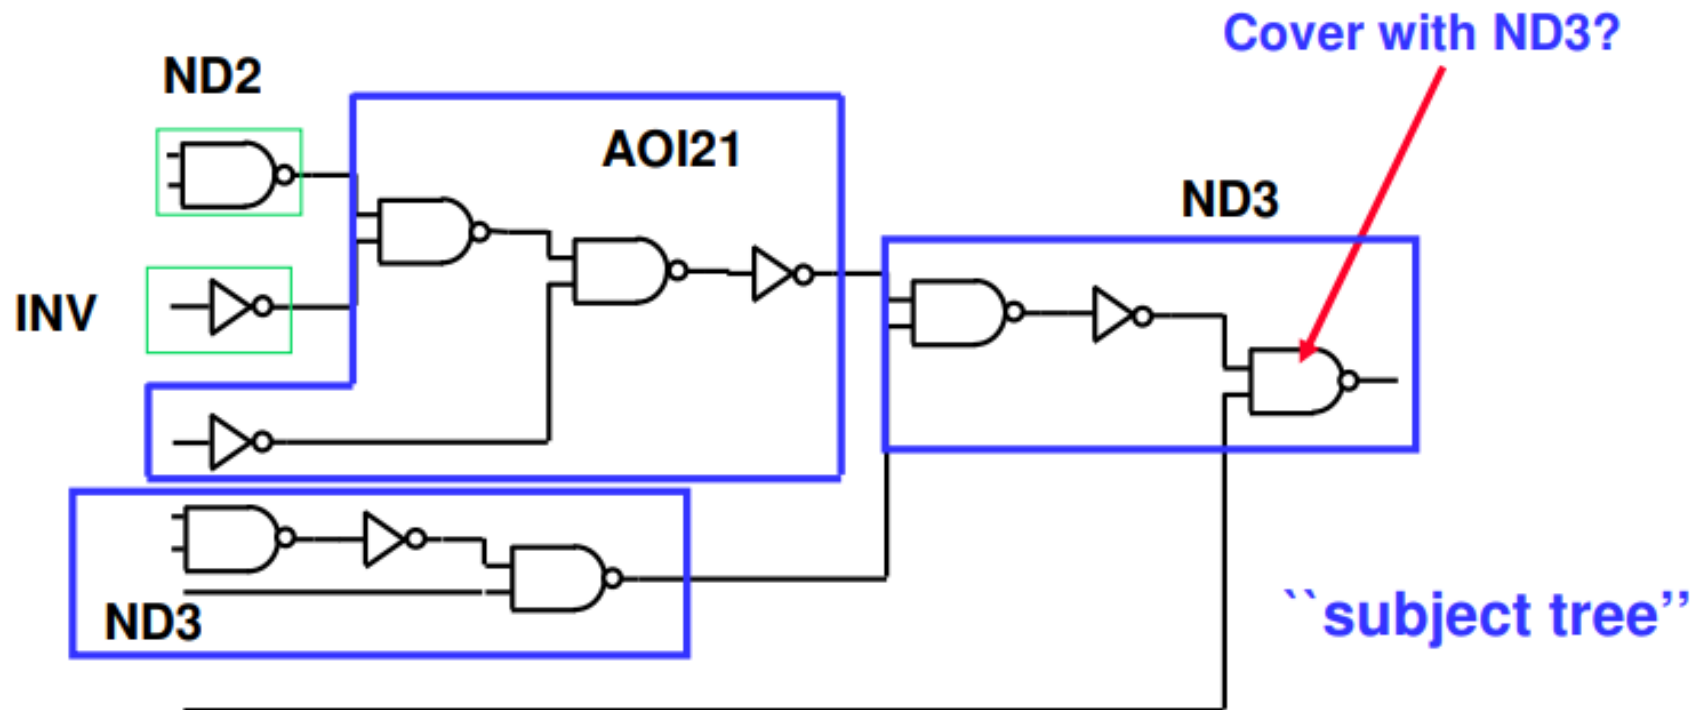 Cover with ND3?
ND2
AOI21
ND3
INV
ND3
``subject tree’’